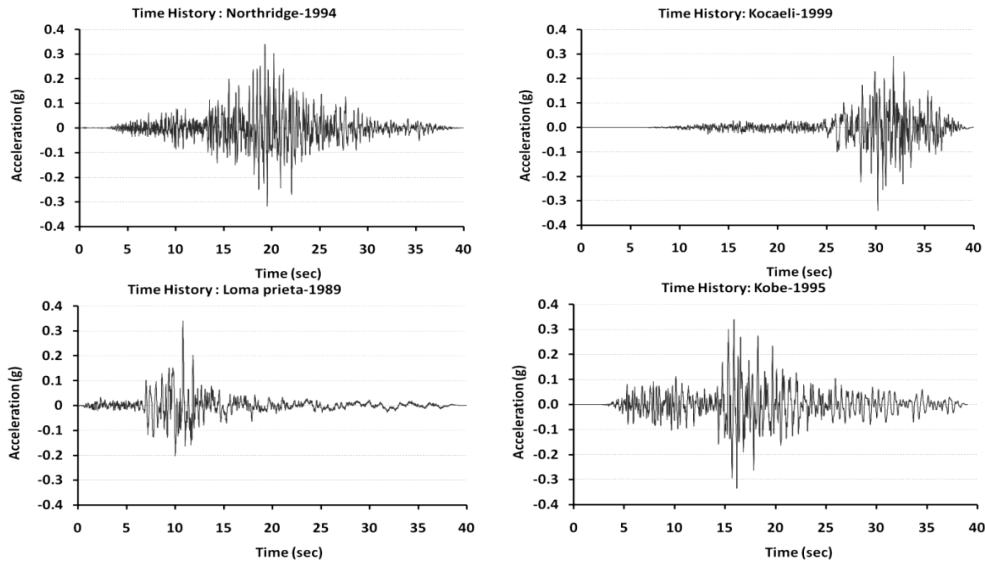 Time History : Northridge-1994
0.4
0.3
0.2
0.1
0
-0.1
-0.2
-0.3
-0.4
Acceleration (g)
0 5 10 15 20 25 30 35 40
Time (sec)
Time History: Kocaeli-1999
0.4
0.3
0.2
0.1
0.0
-0.1
-0.2
-0.3
-0.4
Acceleration (g)
0 5 10 15 20 25 30 35 40
Time (sec)
Time History : Loma prieta-1989
0.4
0.3
0.2
0.1
0
-0.1
-0.2
-0.3
-0.4
Acceleration (g)
0 5 10 15 20 25 30 35 40
Time (sec)
Time History: Kobe-1995
0.4
0.3
0.2
0.1
0.0
-0.1
-0.2
-0.3
-0.4
Acceleration (g)
0 5 10 15 20 25 30 35 40
Time (sec)